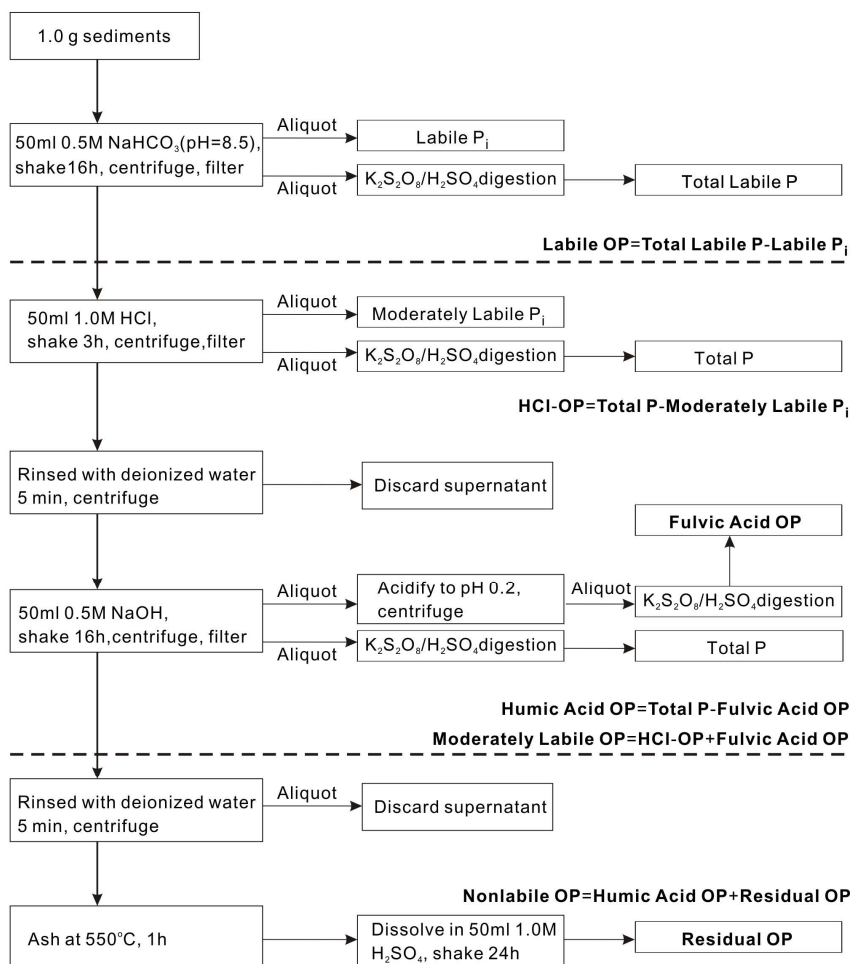 1.0 g sediments
50ml 0.5M NaHCO₃(pH=8.5),
shake16h, centrifuge, filter
Aliquot
Labile Pᵢ
Aliquot
K₂S₂O₈/H₂SO₄digestion
Total Labile P
Labile OP=Total Labile P-Labile Pᵢ
50ml 1.0M HCl,
shake 3h, centrifuge,filter
Aliquot
Moderately Labile Pᵢ
Aliquot
K₂S₂O₈/H₂SO₄digestion
Total P
HCl-OP=Total P-Moderately Labile Pᵢ
Rinsed with deionized water
5 min, centrifuge
Discard supernatant
Fulvic Acid OP
50ml 0.5M NaOH,
shake 16h,centrifuge, filter
Aliquot
Acidify to pH 0.2,
centrifuge
Aliquot
K₂S₂O₈/H₂SO₄digestion
Aliquot
K₂S₂O₈/H₂SO₄digestion
Total P
Humic Acid OP=Total P-Fulvic Acid OP
Moderately Labile OP=HCl-OP+Fulvic Acid OP
Rinsed with deionized water
5 min, centrifuge
Aliquot
Discard supernatant
Nonlabile OP=Humic Acid OP+Residual OP
Ash at 550°C, 1h
Dissolve in 50ml 1.0M
H₂SO₄, shake 24h
Residual OP